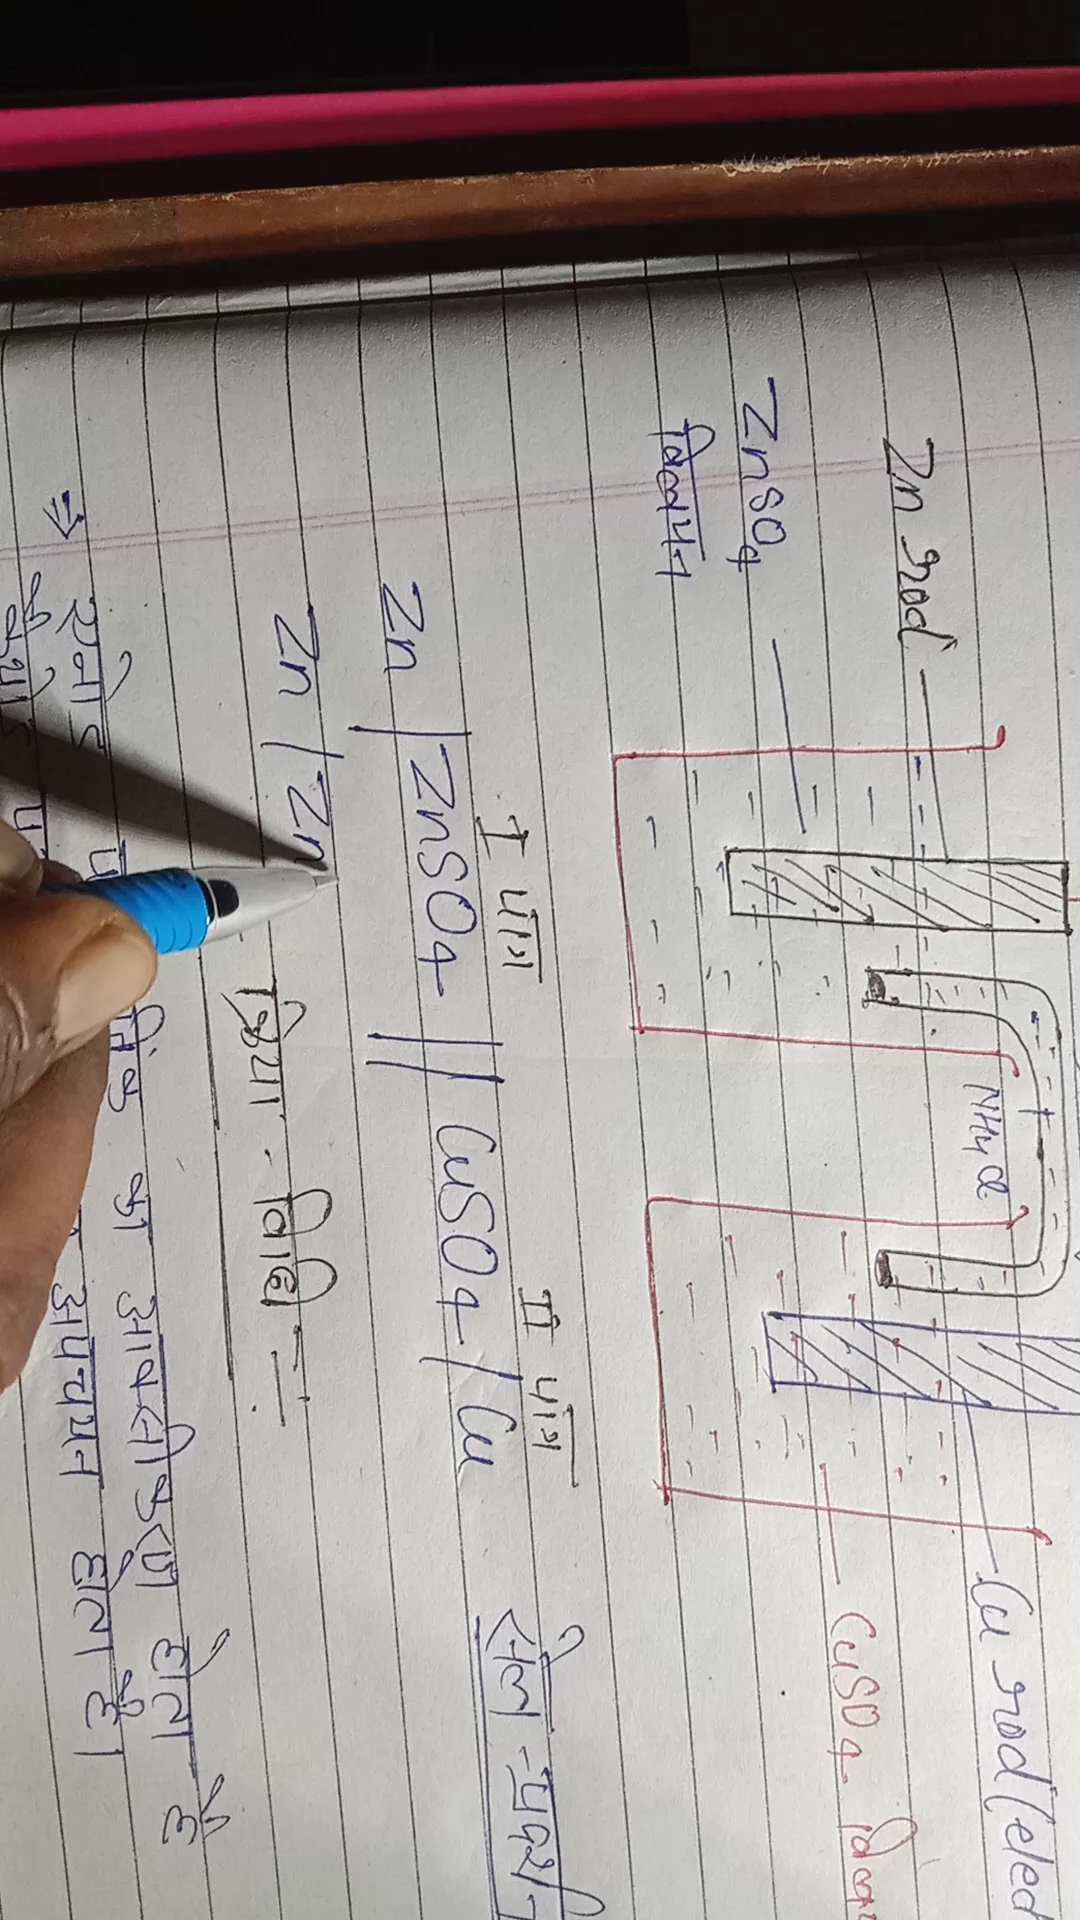 Zn rod
Cu rod (elect
NH4Cl
ZnSO4
विलयन
CuSO4
I भाग
II भाग
Zn | ZnSO4 || CuSO4 / Cu
सेल -प्रदर्श
Zn / Zn
क्रिया - विधि =
⇒ एनोड
का आक्सीकरण होता है
अपचयन होता है।